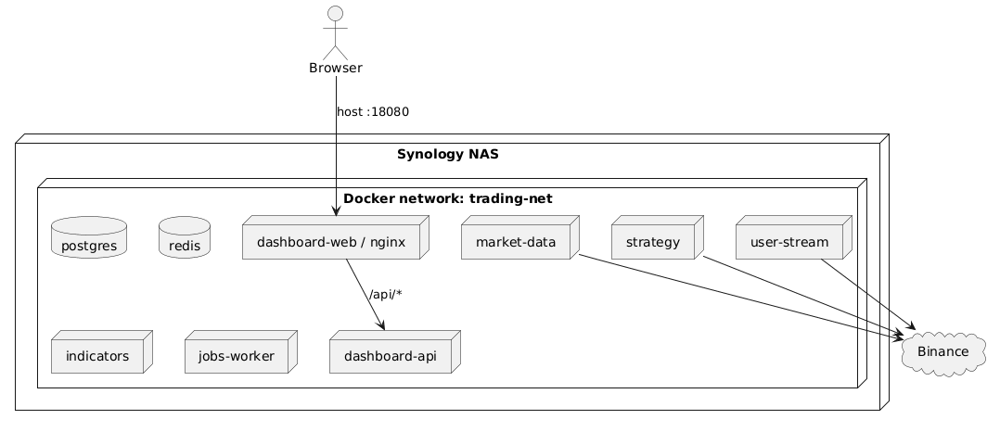 Browser
host :18080
Synology NAS
Docker network: trading-net
postgres
redis
dashboard-web / nginx
market-data
strategy
user-stream
/api/*
indicators
jobs-worker
dashboard-api
Binance